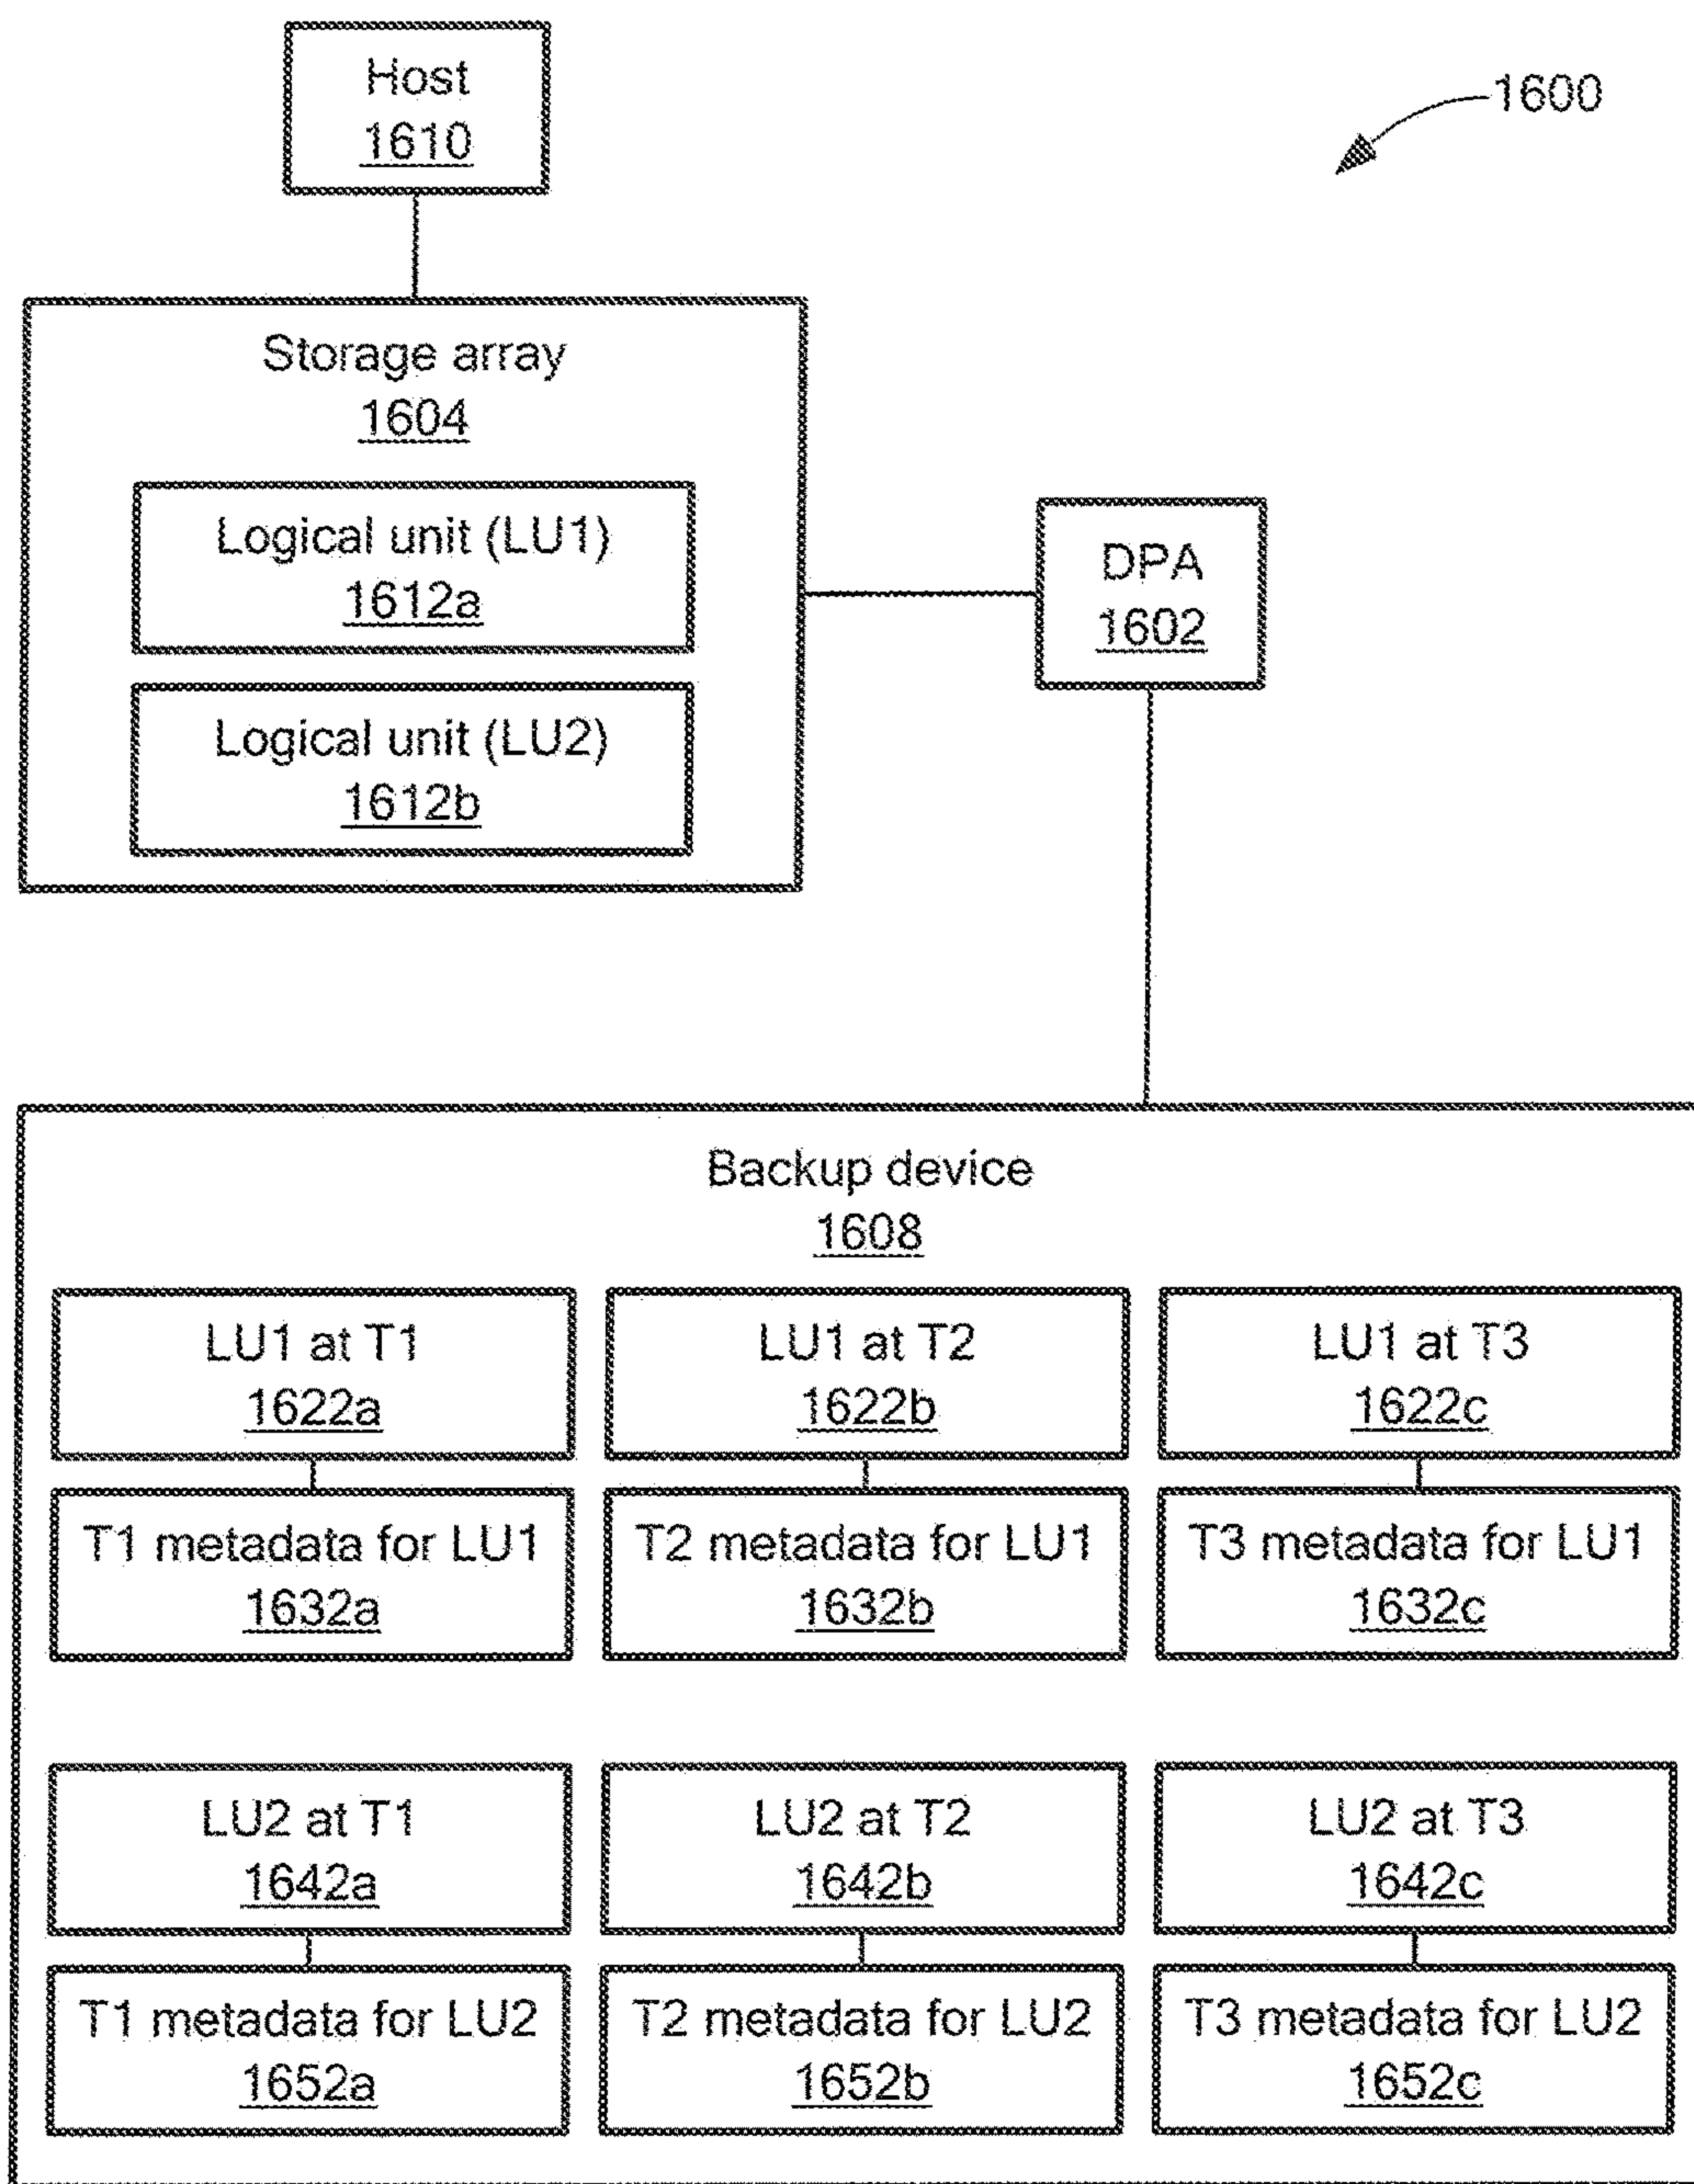 Host
1610
1600
Storage array
1604
Logical unit (LU1)
1612a
Logical unit (LU2)
1612b
DPA
1602
Backup device
1608
LU1 at T1
1622a
LU1 at T2
1622b
LU1 at T3
1622c
T1 metadata for LU1
1632a
T2 metadata for LU1
1632b
T3 metadata for LU1
1632c
LU2 at T1
1642a
LU2 at T2
1642b
LU2 at T3
1642c
T1 metadata for LU2
1652a
T2 metadata for LU2
1652b
T3 metadata for LU2
1652c